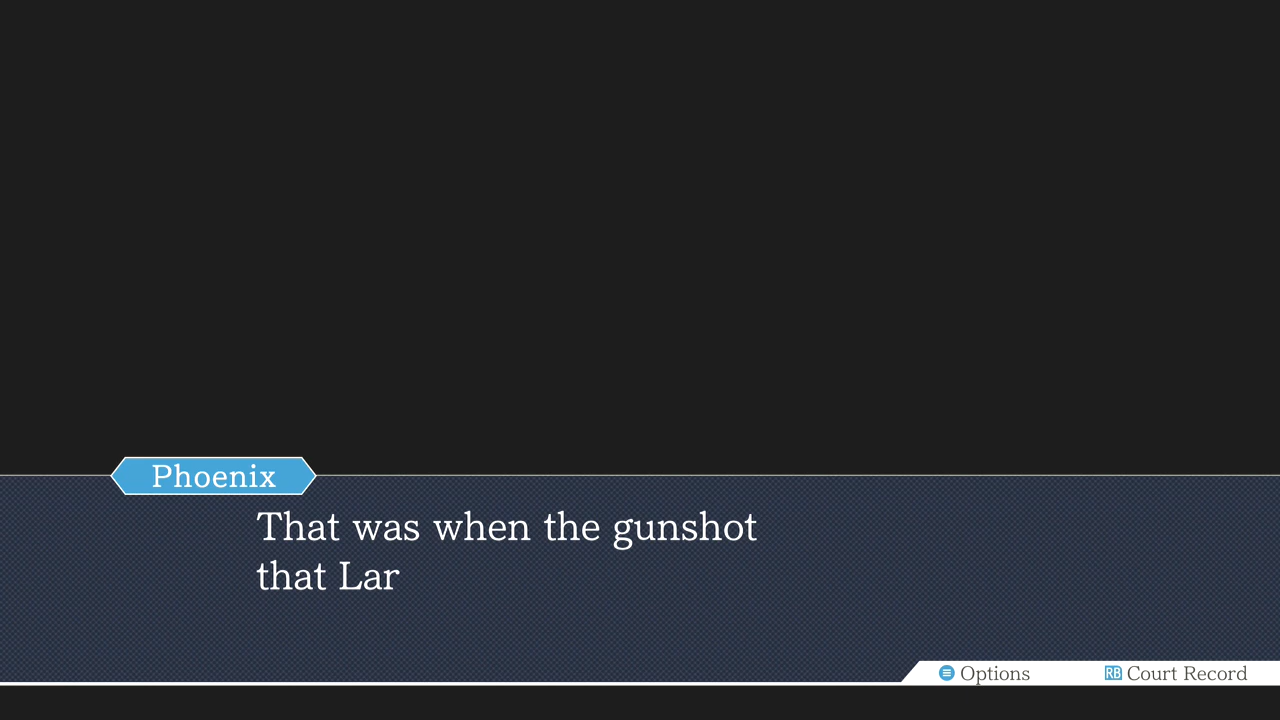 Phoenix
That was when the gunshot
that Lar
Options
RB Court Record